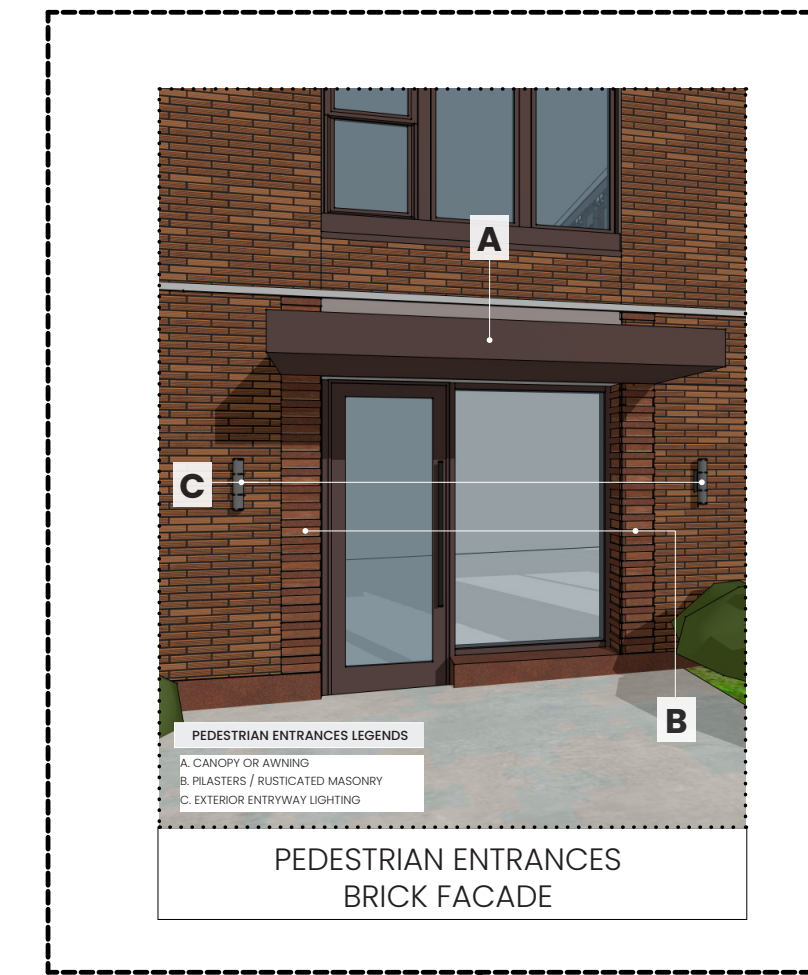 A
C
B
PEDESTRIAN ENTRANCES LEGENDS
A. CANOPY OR AWNING
B. PILASTERS / RUSTICATED MASONRY
C. EXTERIOR ENTRYWAY LIGHTING
PEDESTRIAN ENTRANCES
BRICK FACADE